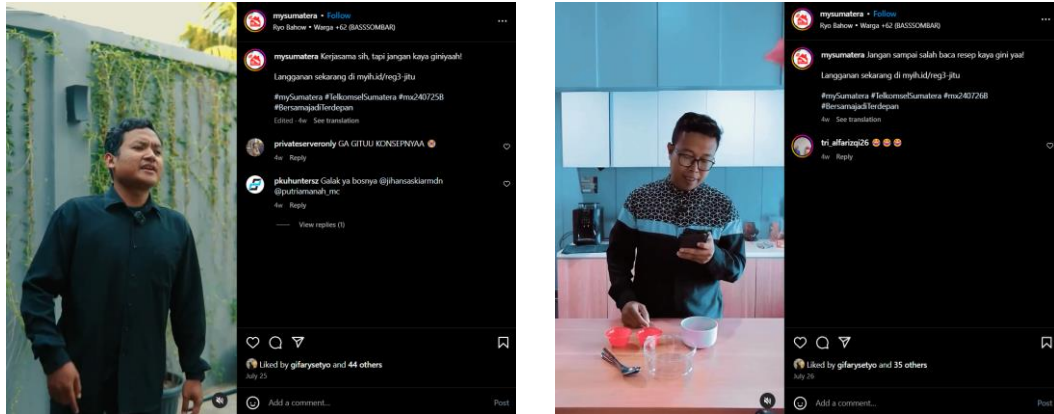 mysumatera • Follow
Ryo Bahow • Warga +62 (BASSSOMBAR)
mysumatera Kerjasama sih, tapi jangan kaya giniyaah!
Langganan sekarang di myih.id/reg3-jitu
#mySumatera #TelkomselSumatera #mx240725B
#BersamajadiTerdepan
Edited · 4w See translation
privateserveronly GA GITUU KONSEPNYAA
4w Reply
pkuhuntersz Galak ya bosnya @jihansaskiarmdn
@putriamanah_mc
4w Reply
View replies (1)
Liked by gifarysetyo and 44 others
July 25
Add a comment...
Post
mysumatera • Follow
Ryo Bahow • Warga +62 (BASSSOMBAR)
mysumatera Jangan sampai salah baca resep kaya gini yaa!
Langganan sekarang di myih.id/reg3-jitu
#mySumatera #TelkomselSumatera #mx240726B
#BersamajadiTerdepan
4w See translation
tri_alfarizqi26
4w Reply
Liked by gifarysetyo and 35 others
July 26
Add a comment...
Post